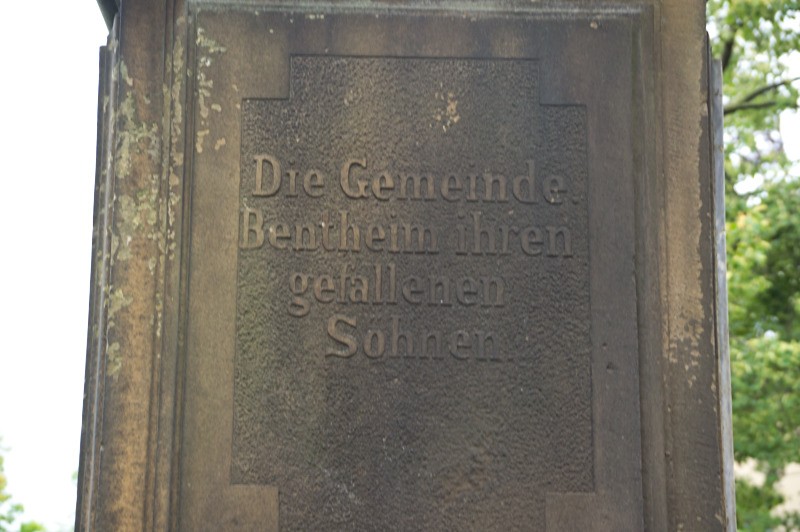 Die Gemeinde
Bentheim ihren
gefallenen
Söhnen.